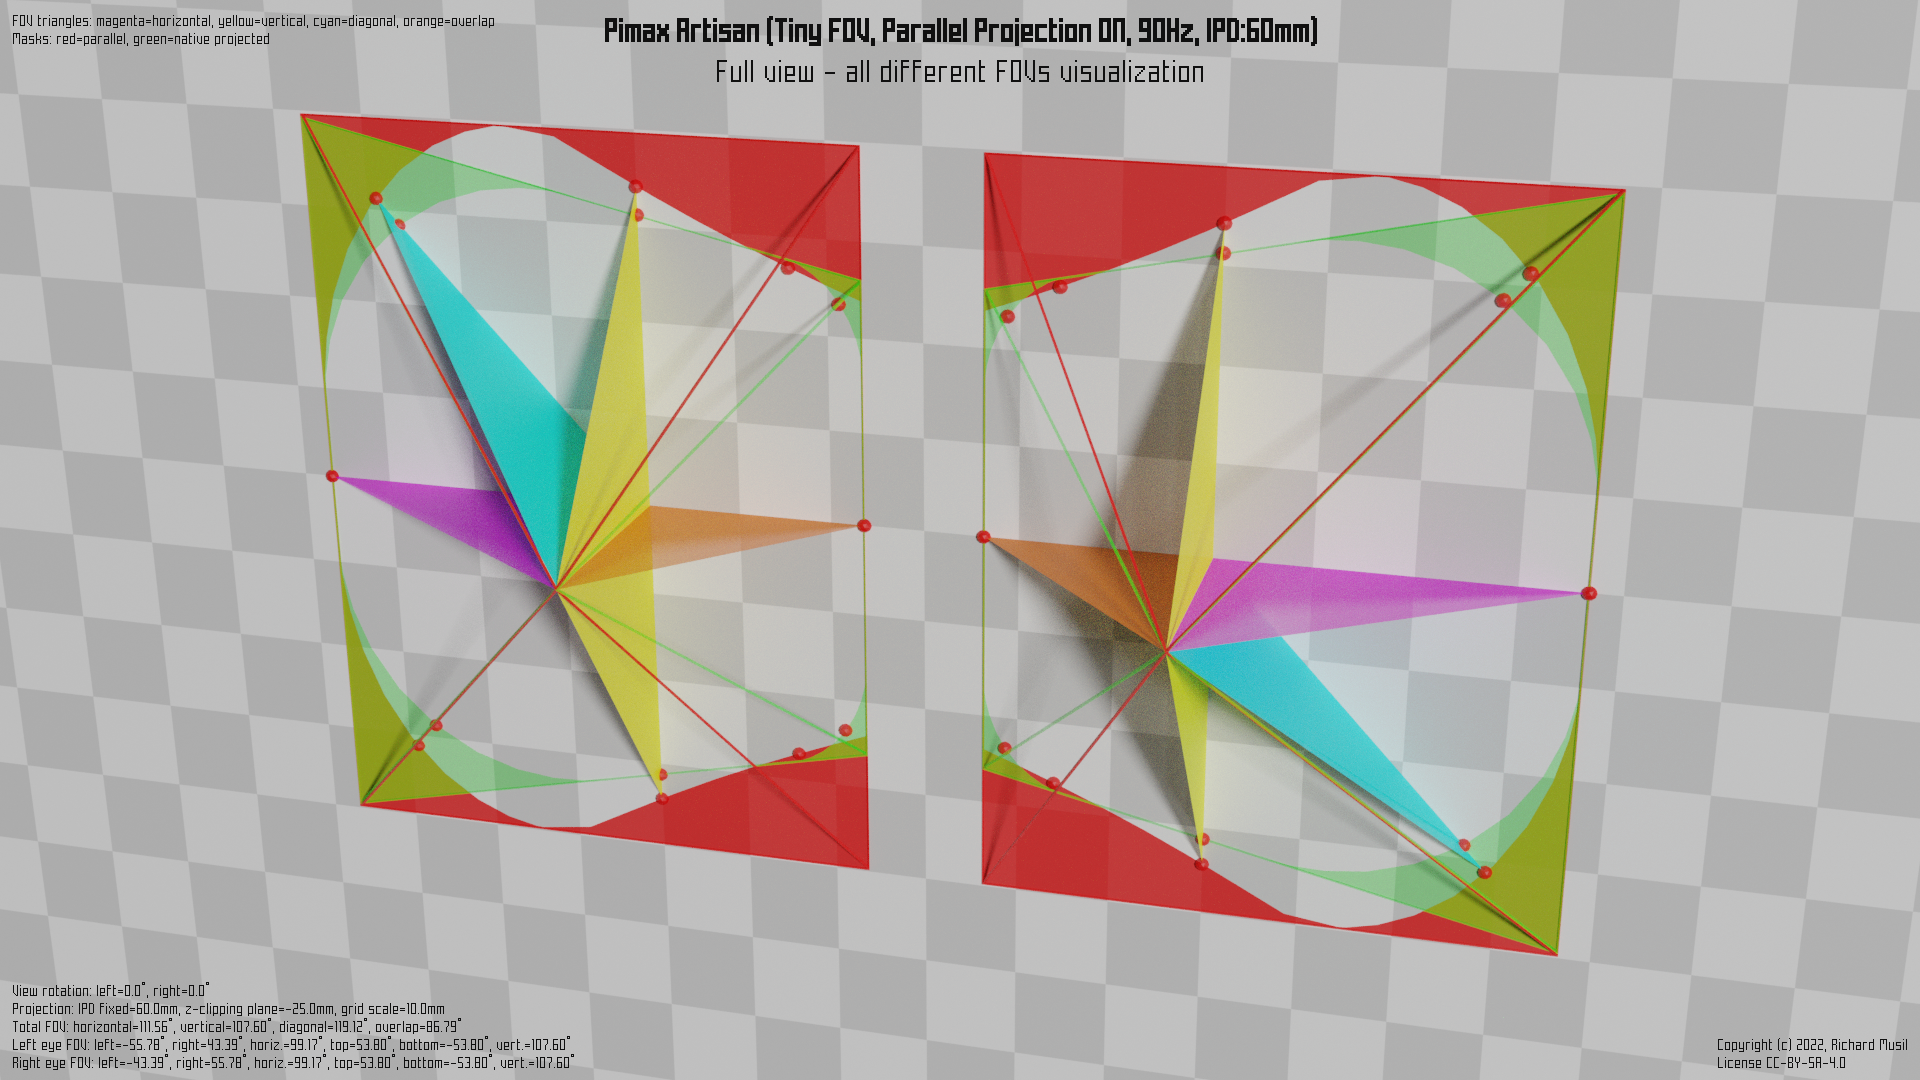 FOV triangles: magenta=horizontal, yellow=vertical, cyan=diagonal, orange=overlap
Masks: red=parallel, green=native projected
Pimax Artisan (Tiny FOV, Parallel Projection ON, 90Hz, IPD:60mm)
Full view - all different FOVs visualization
View rotation: left=0.0°, right=0.0°
Projection: IPD fixed=60.0mm, z-clipping plane=-25.0mm, grid scale=10.0mm
Total FOV: horizontal=111.56°, vertical=107.60°, diagonal=119.12°, overlap=86.79°
Left eye FOV: left=-55.78°, right=43.39°, horiz.=99.17°, top=53.80°, bottom=-53.80°, vert.=107.60°
Right eye FOV: left=-43.39°, right=55.78°, horiz.=99.17°, top=53.80°, bottom=-53.80°, vert.=107.60°
Copyright (c) 2022, Richard Musil
License CC-BY-SA-4.0